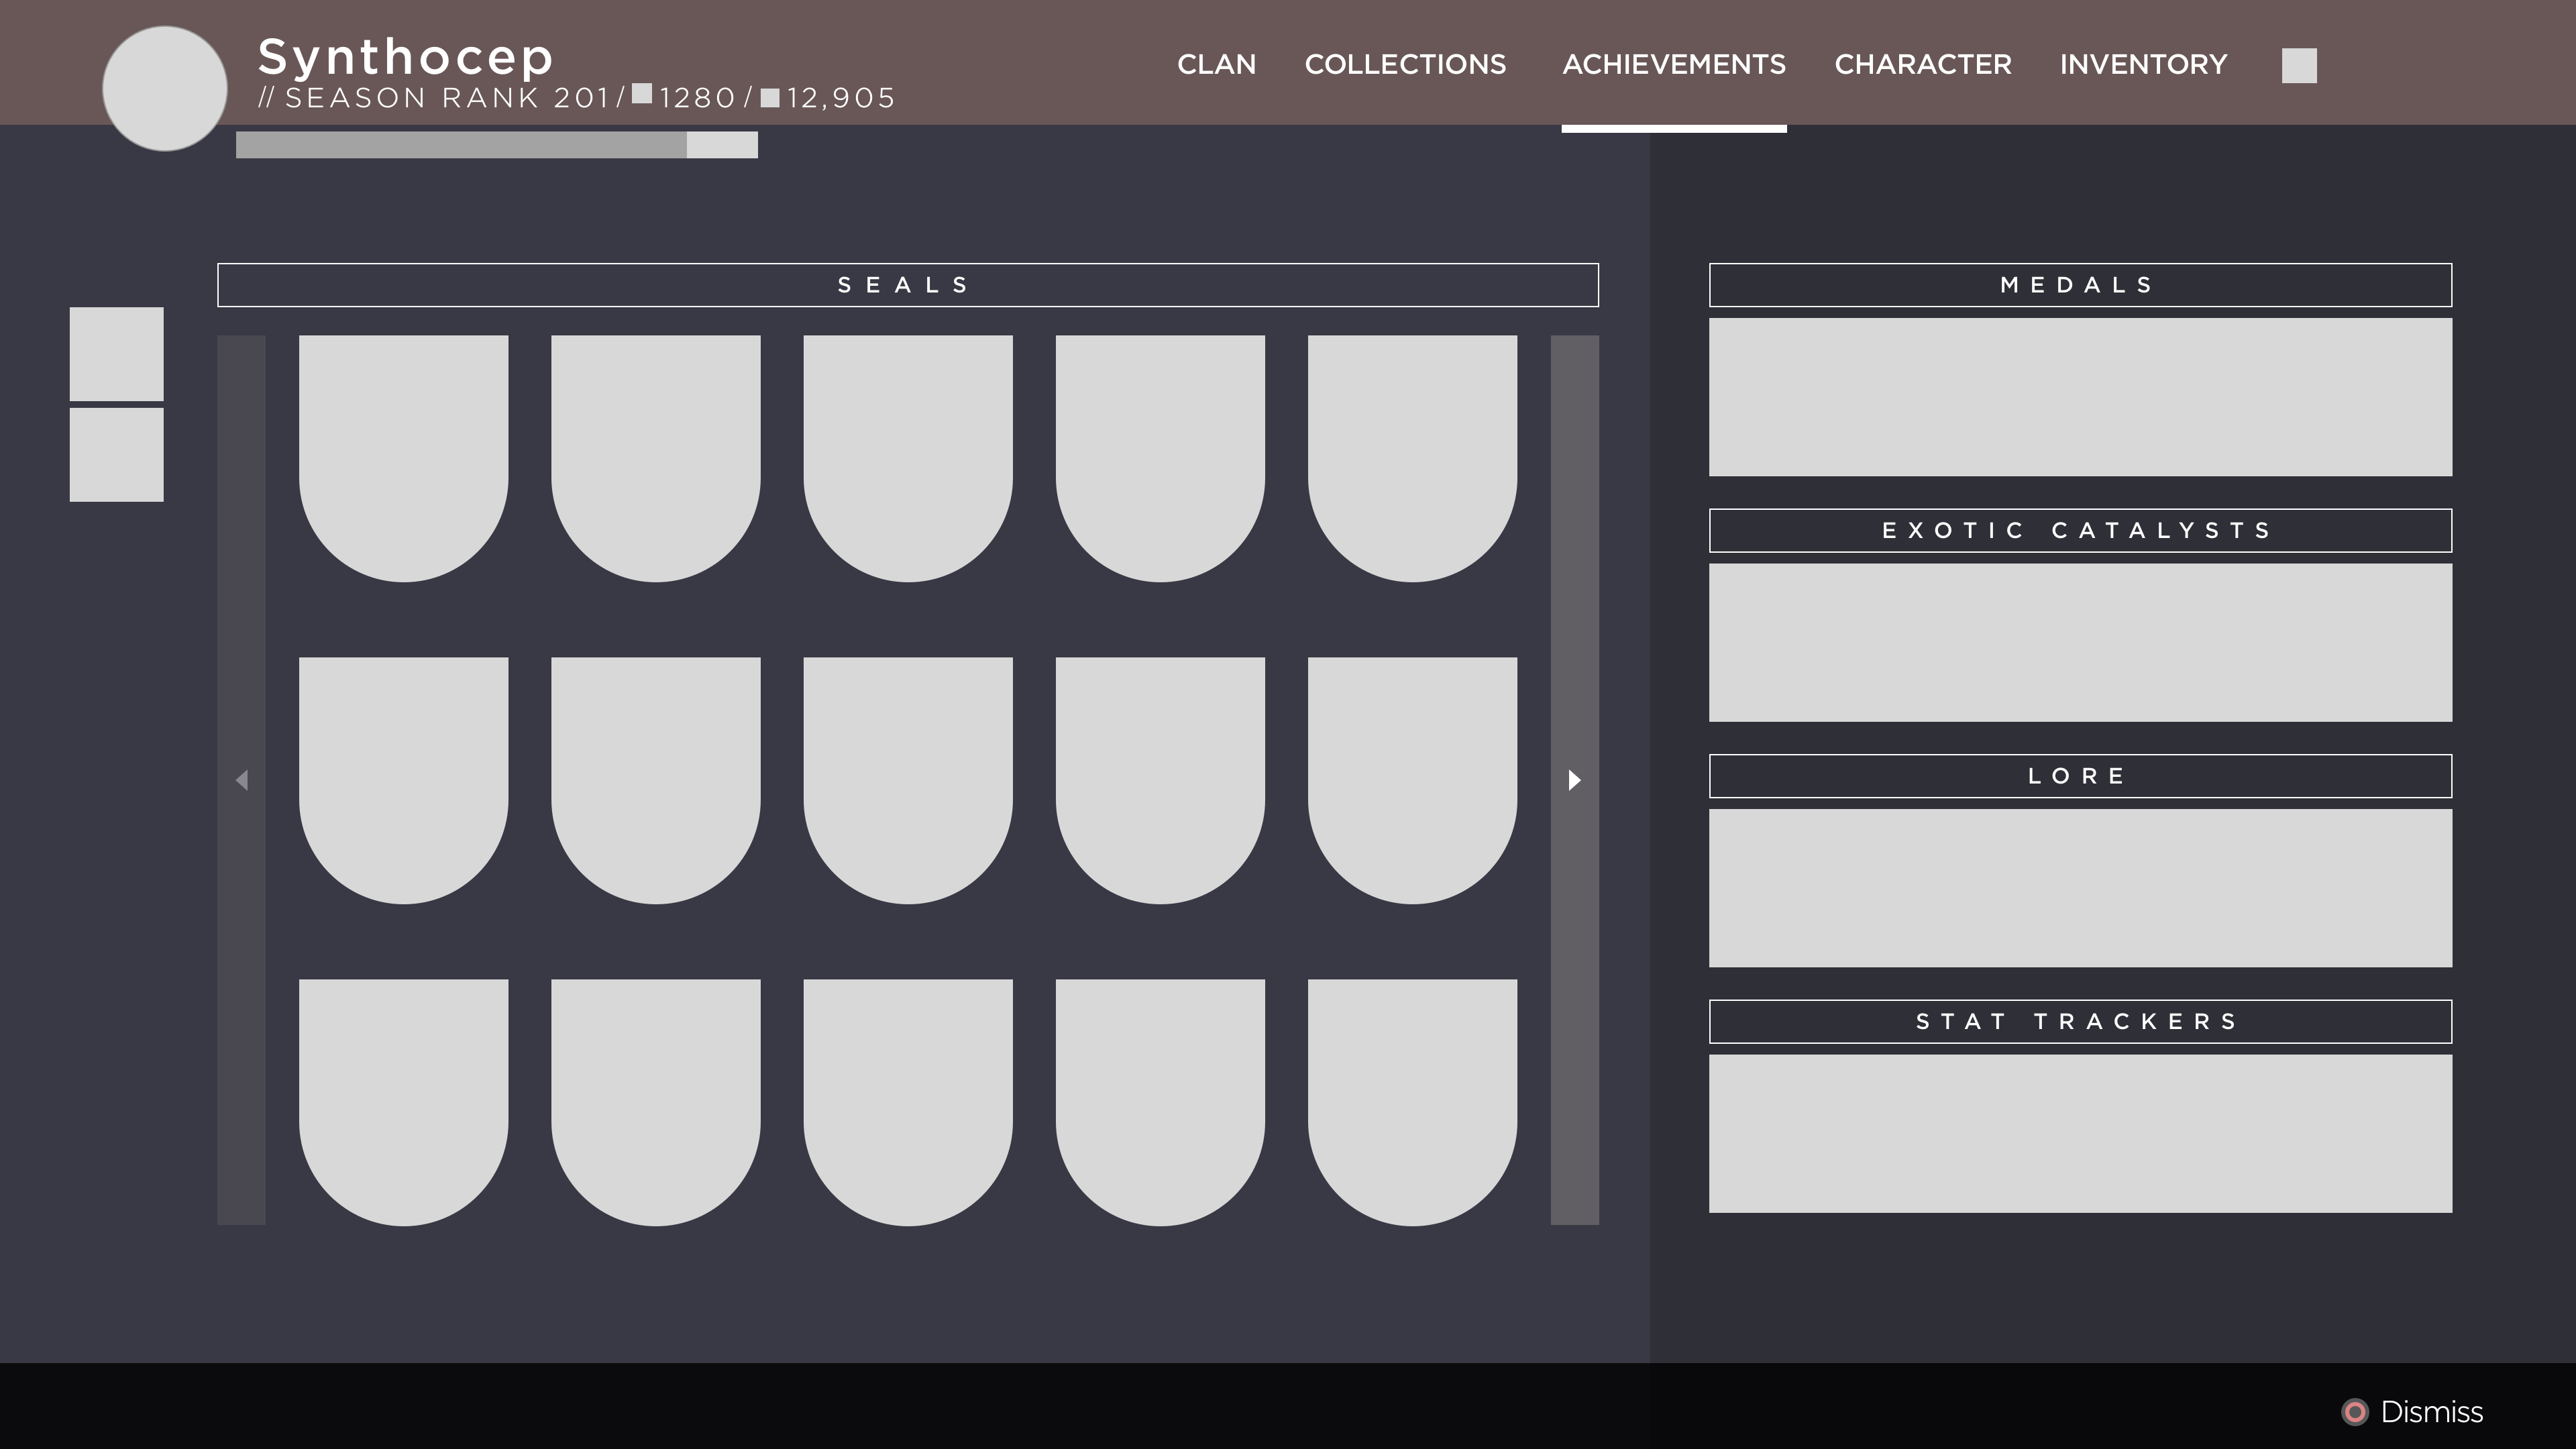 Synthocep
// SEASON RANK 201/ 1280 / 12,905
CLAN COLLECTIONS ACHIEVEMENTS CHARACTER INVENTORY
SEALS
MEDALS
EXOTIC CATALYSTS
LORE
STAT TRACKERS
Dismiss